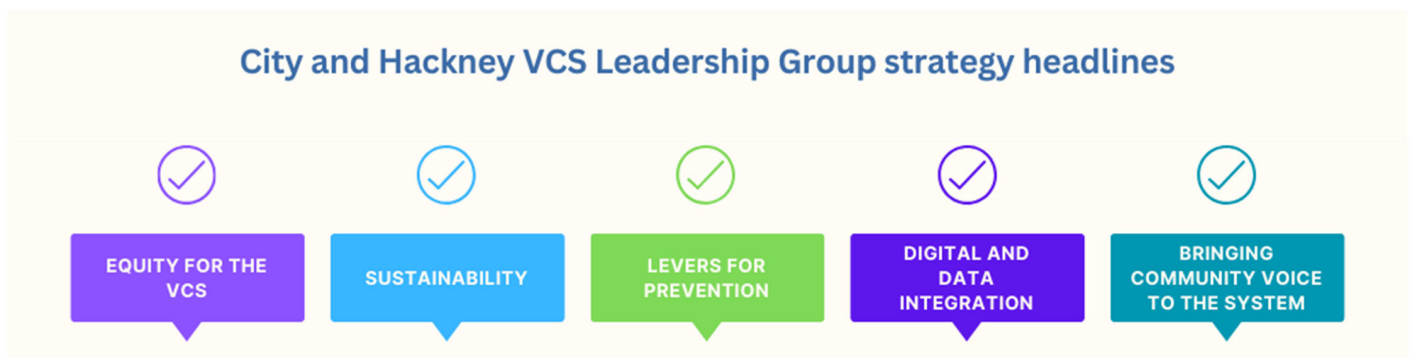 City and Hackney VCS Leadership Group strategy headlines
EQUITY FOR THE
VCS
SUSTAINABILITY
LEVERS FOR
PREVENTION
DIGITAL AND
DATA
INTEGRATION
BRINGING
COMMUNITY VOICE
TO THE SYSTEM